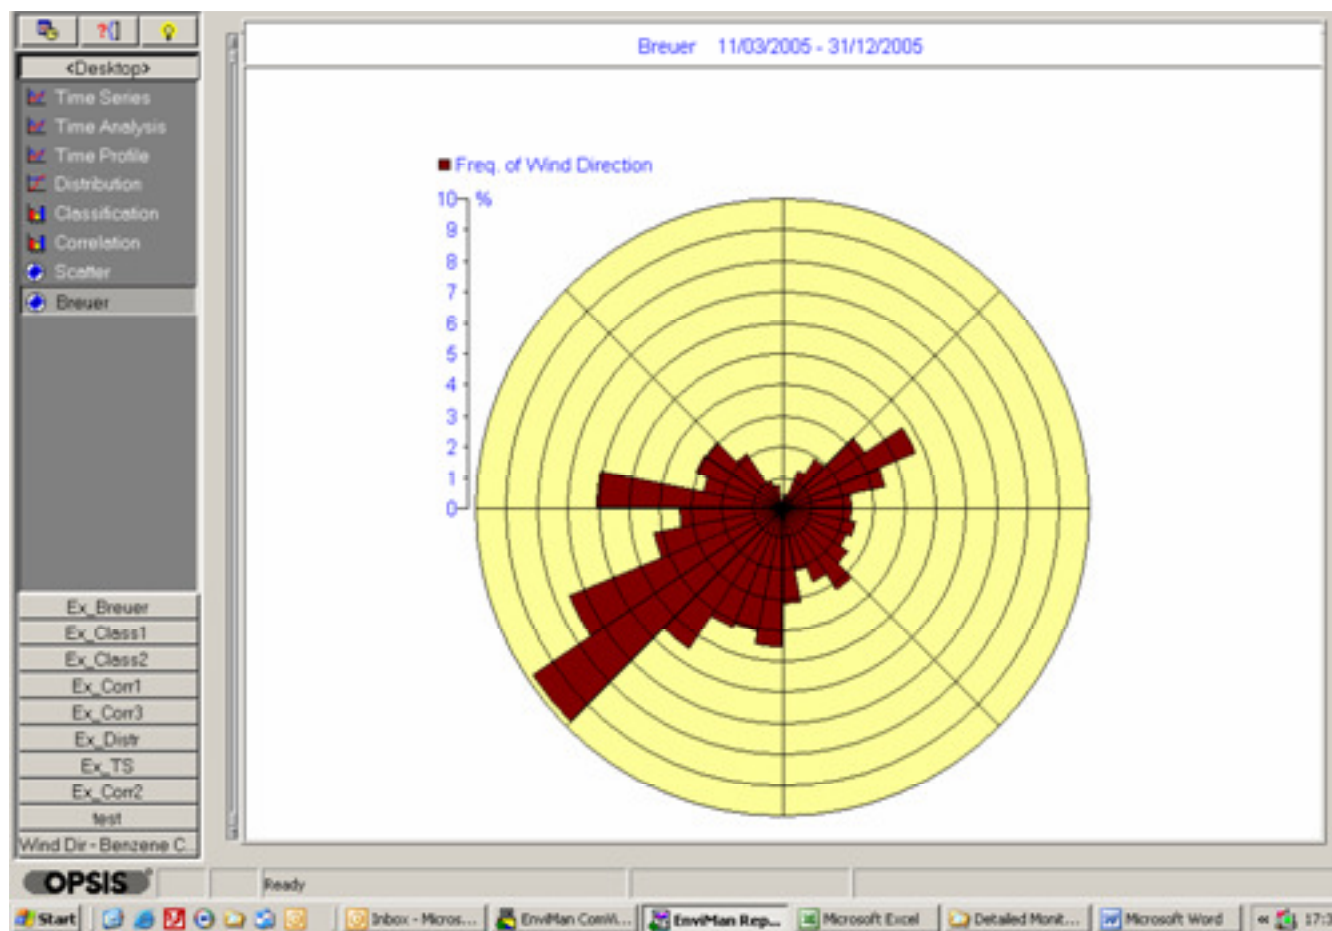 ?{}
<Desktop>
Time Series
Time Analysis
Time Profile
Distribution
Classification
Correlation
Scatter
Breuer
Ex_Breuer
Ex_Class1
Ex_Class2
Ex_Corr1
Ex_Corr3
Ex_Distr
Ex_TS
Ex_Corr2
test
Wind Dir - Benzene C...
Breuer 11/03/2005 - 31/12/2005
Freq. of Wind Direction
10 %
9
8
7
6
5
4
3
2
1
0
OPSIS
Ready
Start
Inbox - Micros...
EnviMan ComVi...
EnviMan Rep...
Microsoft Excel
Detailed Monit...
Microsoft Word
«
17:3